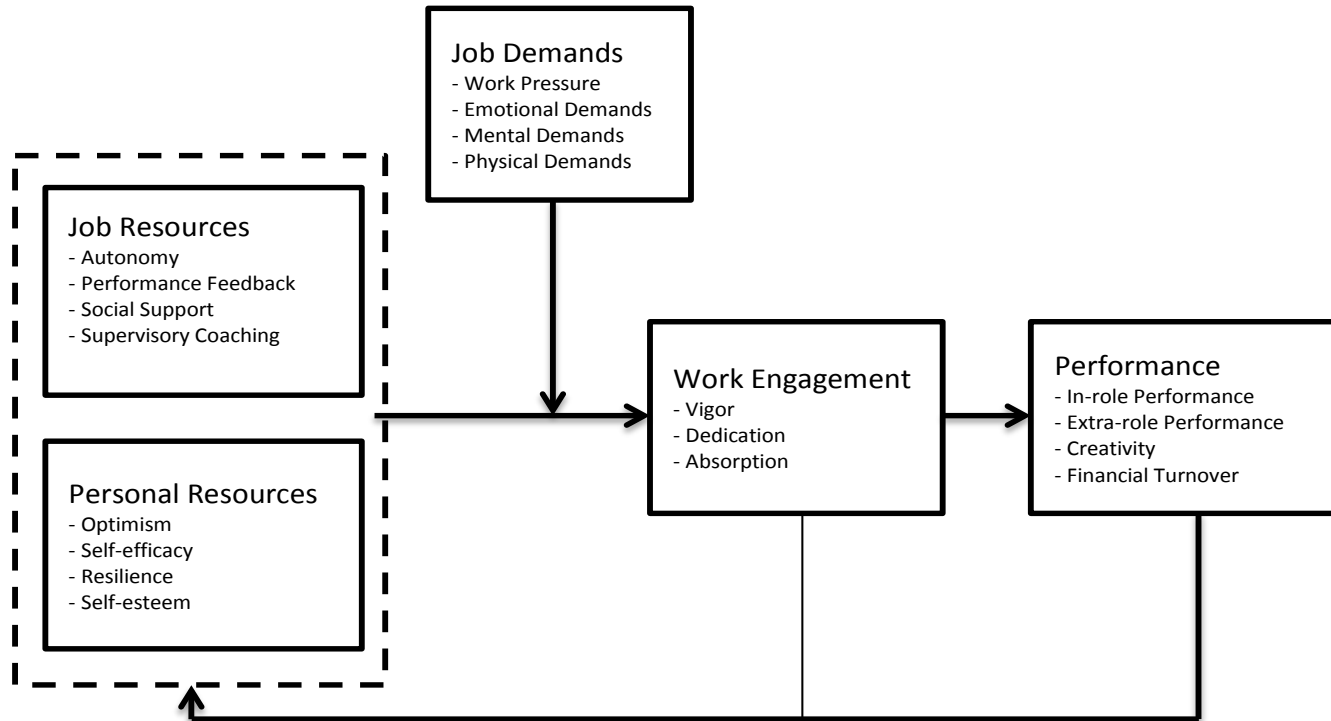 Job Demands
- Work Pressure
- Emotional Demands
- Mental Demands
- Physical Demands
Job Resources
- Autonomy
- Performance Feedback
- Social Support
- Supervisory Coaching
Personal Resources
- Optimism
- Self-efficacy
- Resilience
- Self-esteem
Work Engagement
- Vigor
- Dedication
- Absorption
Performance
- In-role Performance
- Extra-role Performance
- Creativity
- Financial Turnover